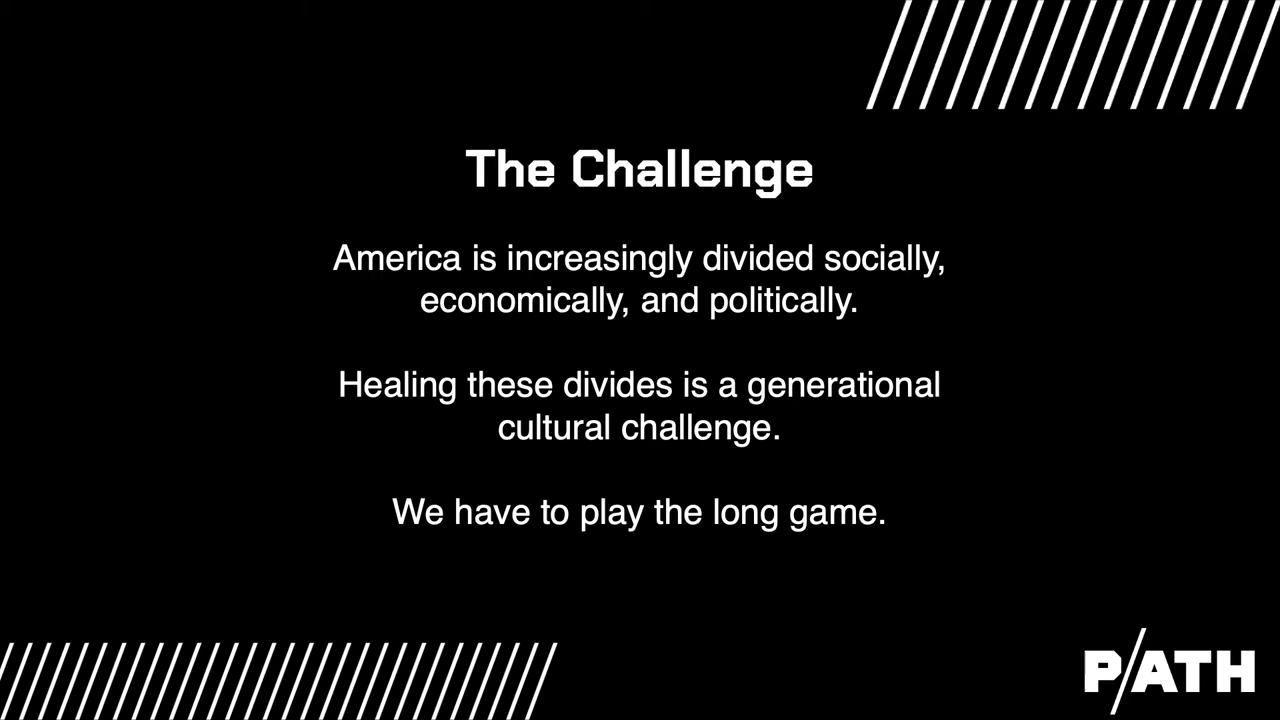 The Challenge
America is increasingly divided socially,
economically, and politically.
Healing these divides is a generational
cultural challenge.
We have to play the long game.
P/ATH